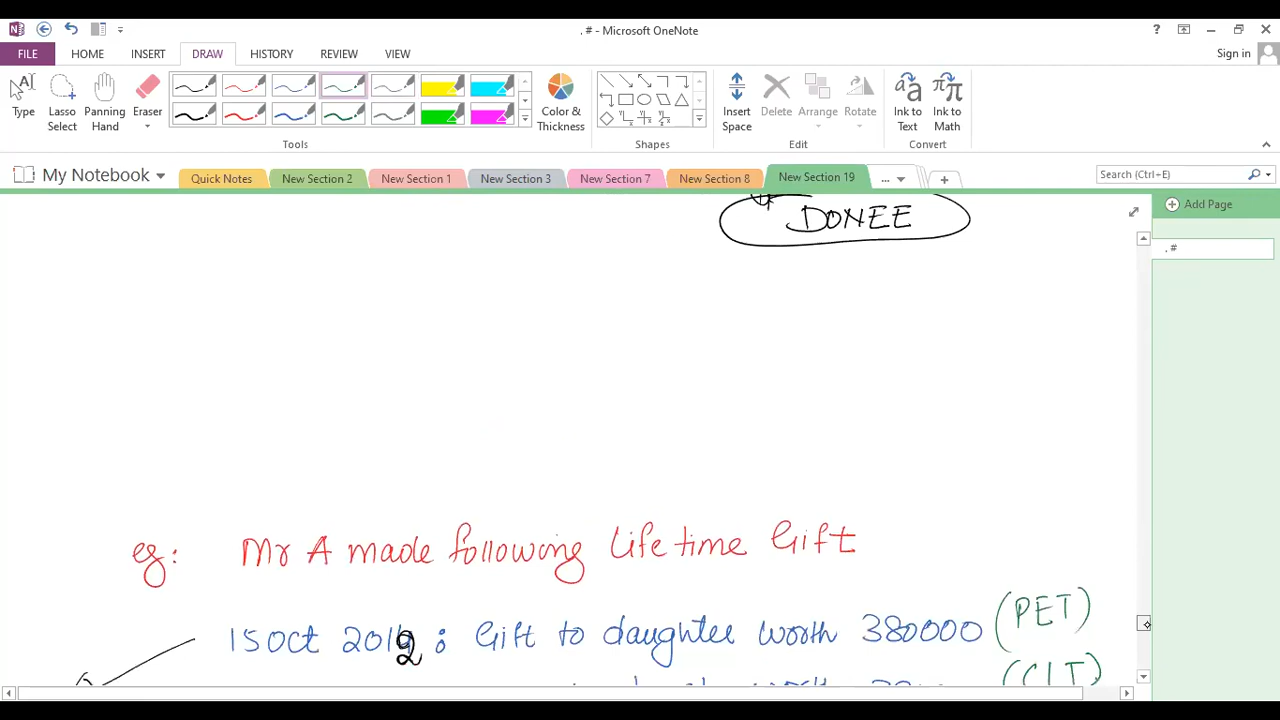 . # - Microsoft OneNote
Sign in
FILE HOME INSERT DRAW HISTORY REVIEW VIEW
Type Lasso Select Panning Hand Eraser Color & Thickness Insert Space Delete Arrange Rotate Ink to Text Ink to Math
Tools Shapes Edit Convert
My Notebook Quick Notes New Section 2 New Section 1 New Section 3 New Section 7 New Section 8 New Section 19 ... Search (Ctrl+E)
Add Page
. #
DONEE
eg: Mr A made following Life time Gift
15 Oct 2012 : Gift to daughter worth 380000 (PET)
(CLT)